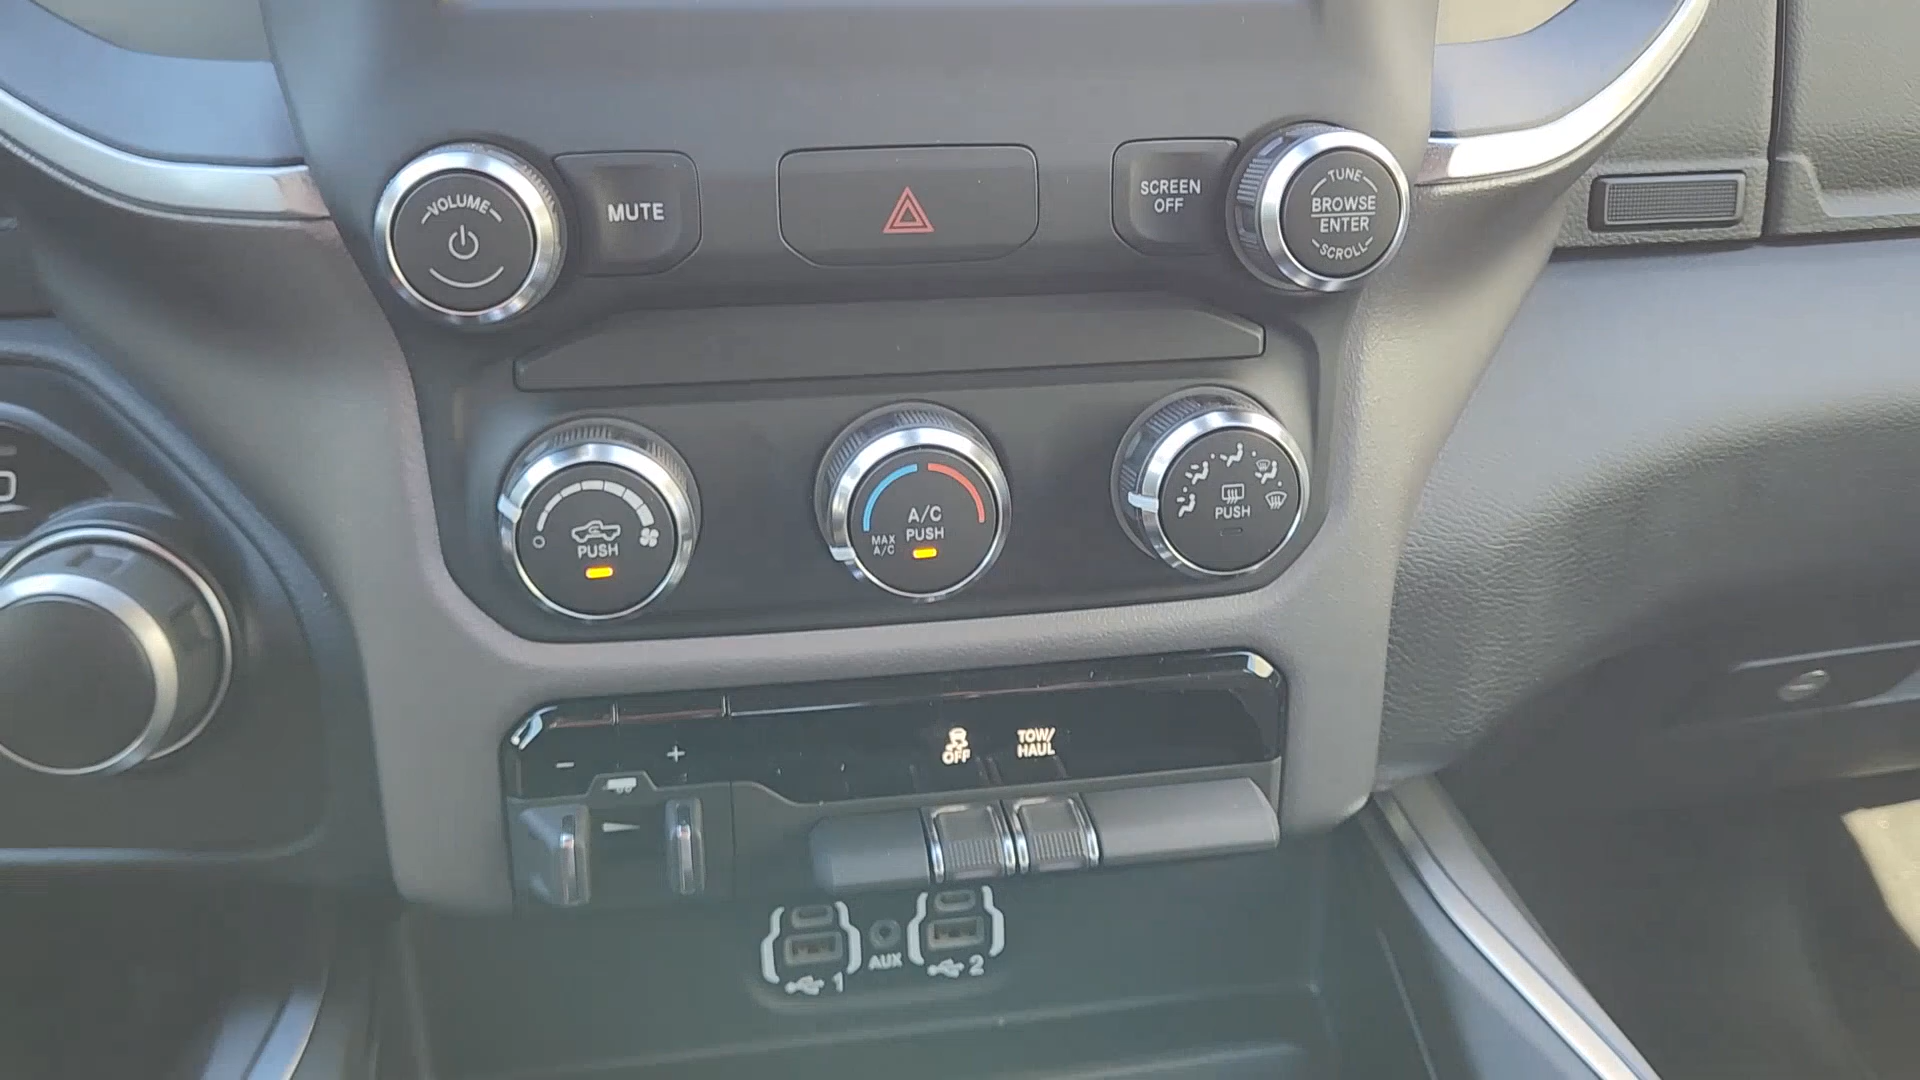 VOLUME
MUTE
SCREEN
OFF
TUNE
BROWSE
ENTER
SCROLL
PUSH
A/C
PUSH
MAX
A/C
PUSH
- +
OFF
TOW/
HAUL
1
AUX
2